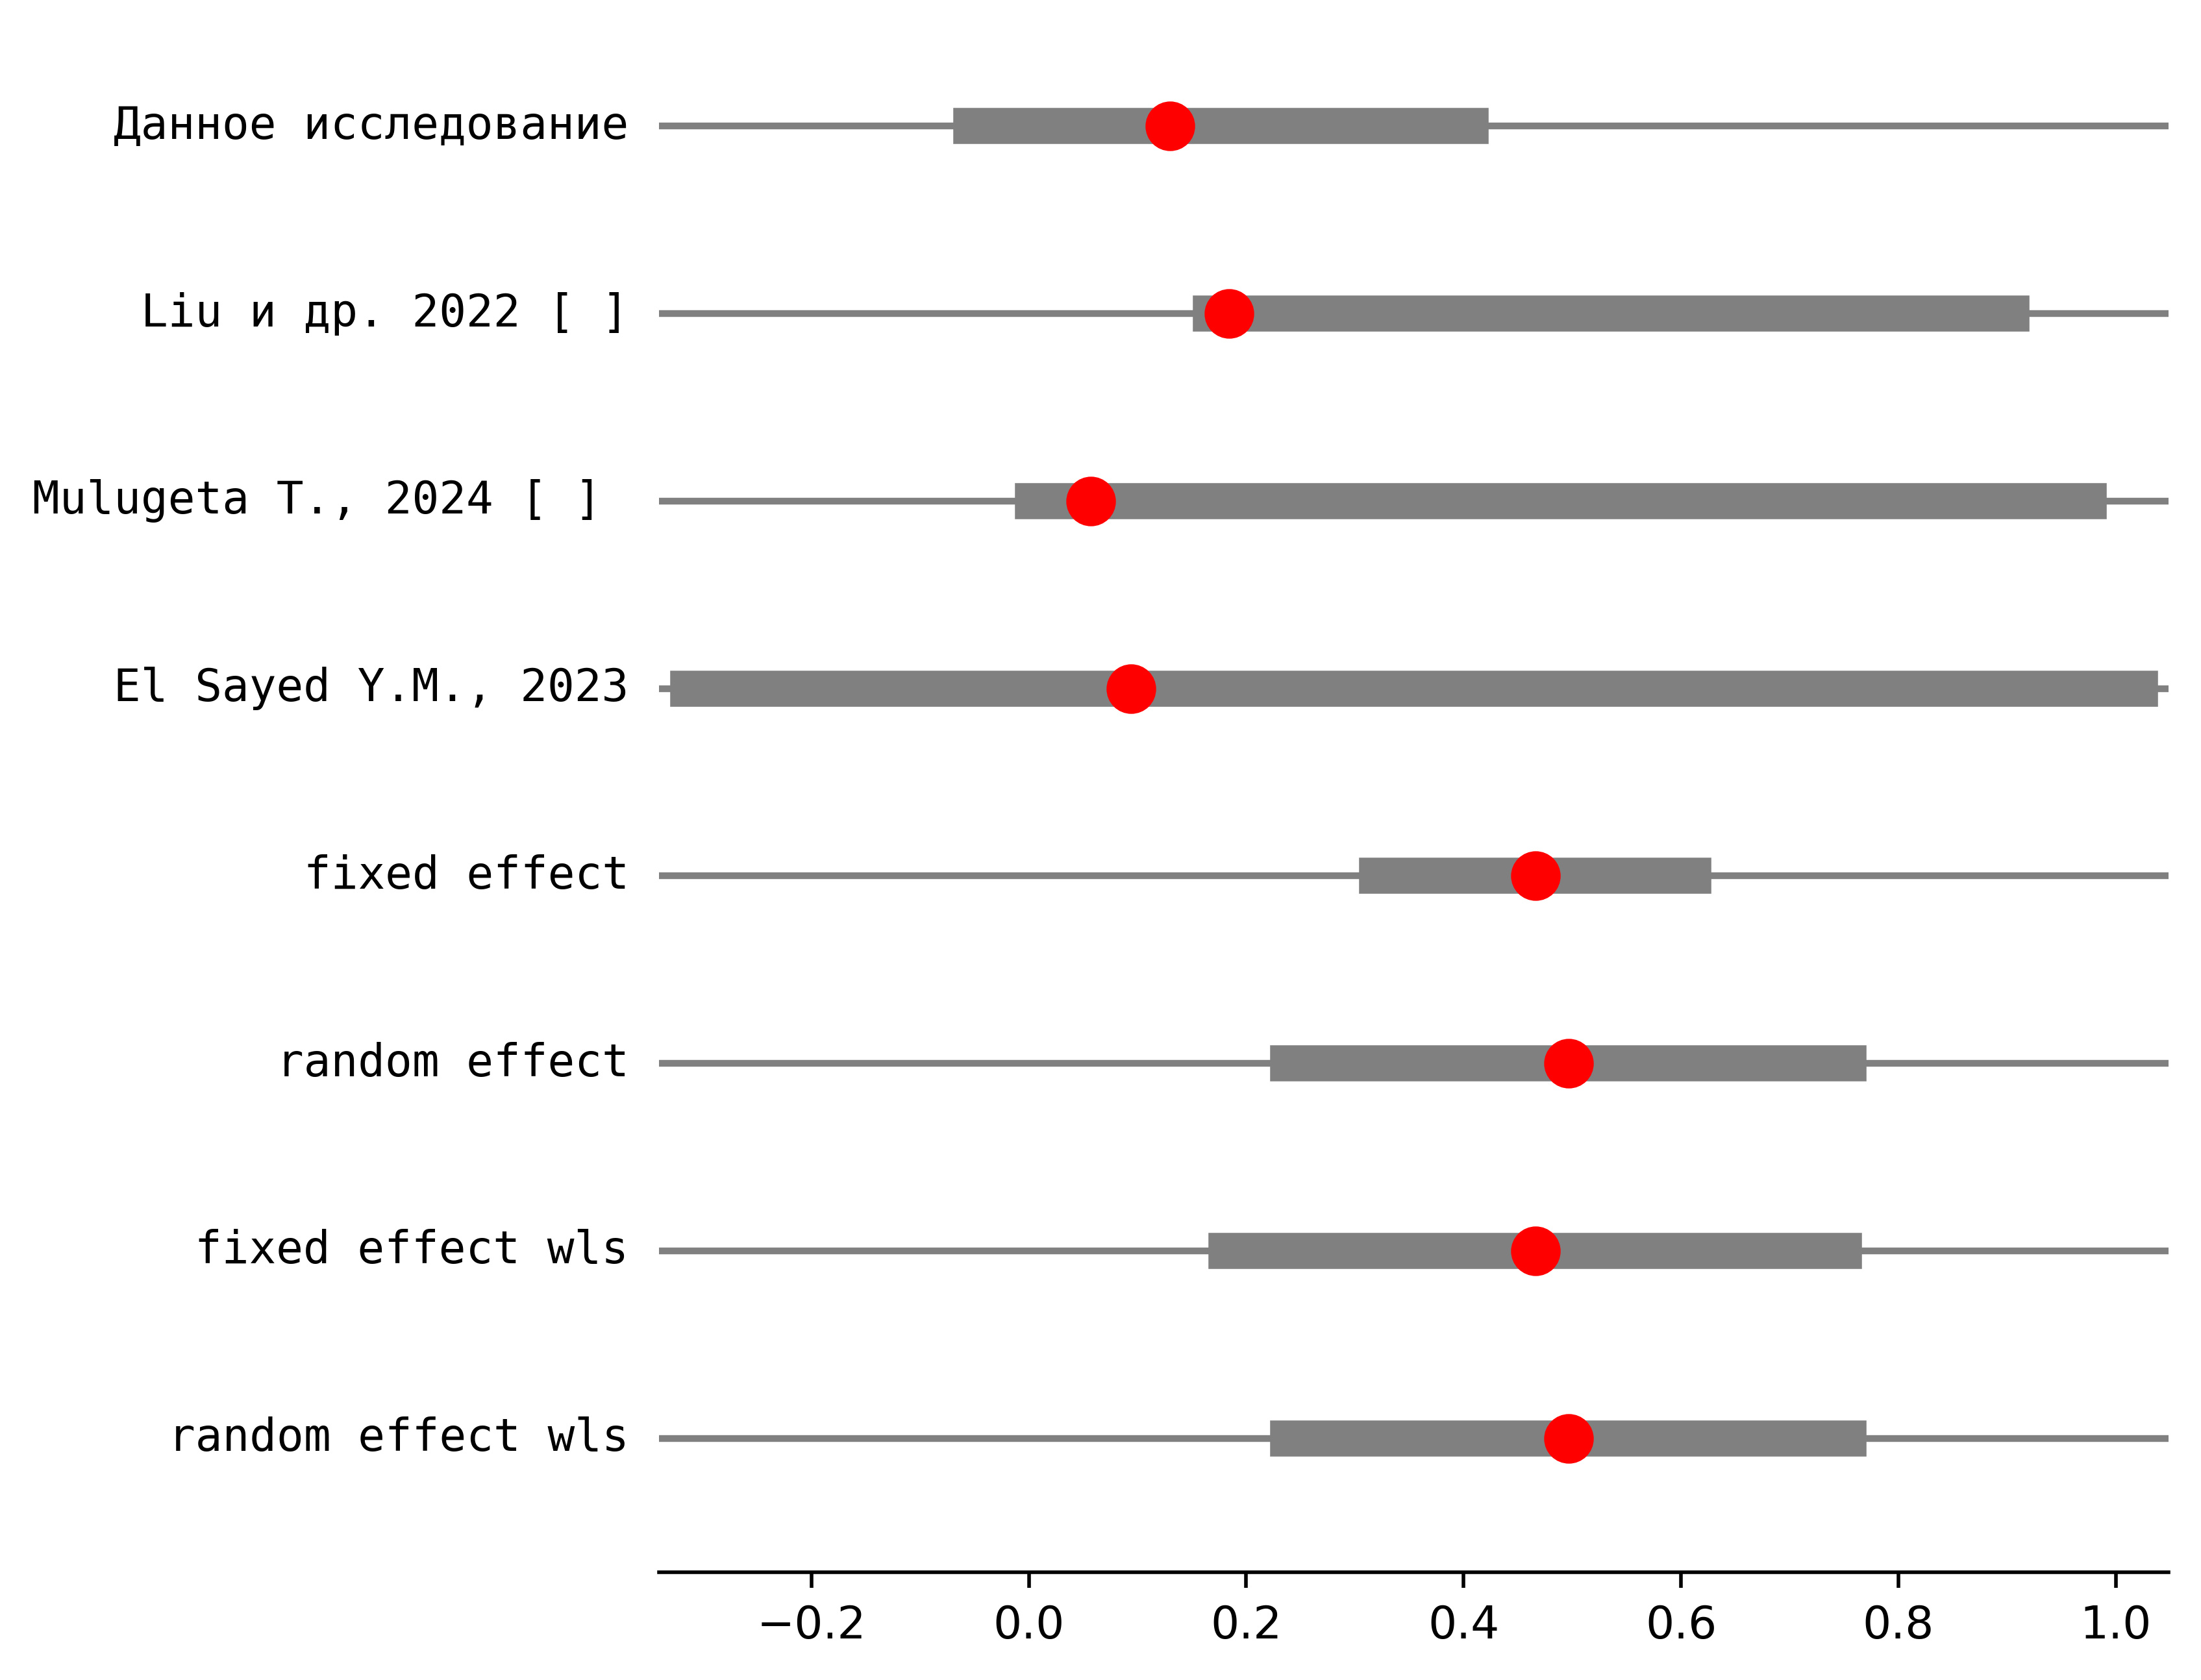 Данное исследование
Liu и др. 2022 [ ]
Mulugeta T., 2024 [ ]
El Sayed Y.M., 2023
fixed effect
random effect
fixed effect wls
random effect wls
−0.2 0.0 0.2 0.4 0.6 0.8 1.0